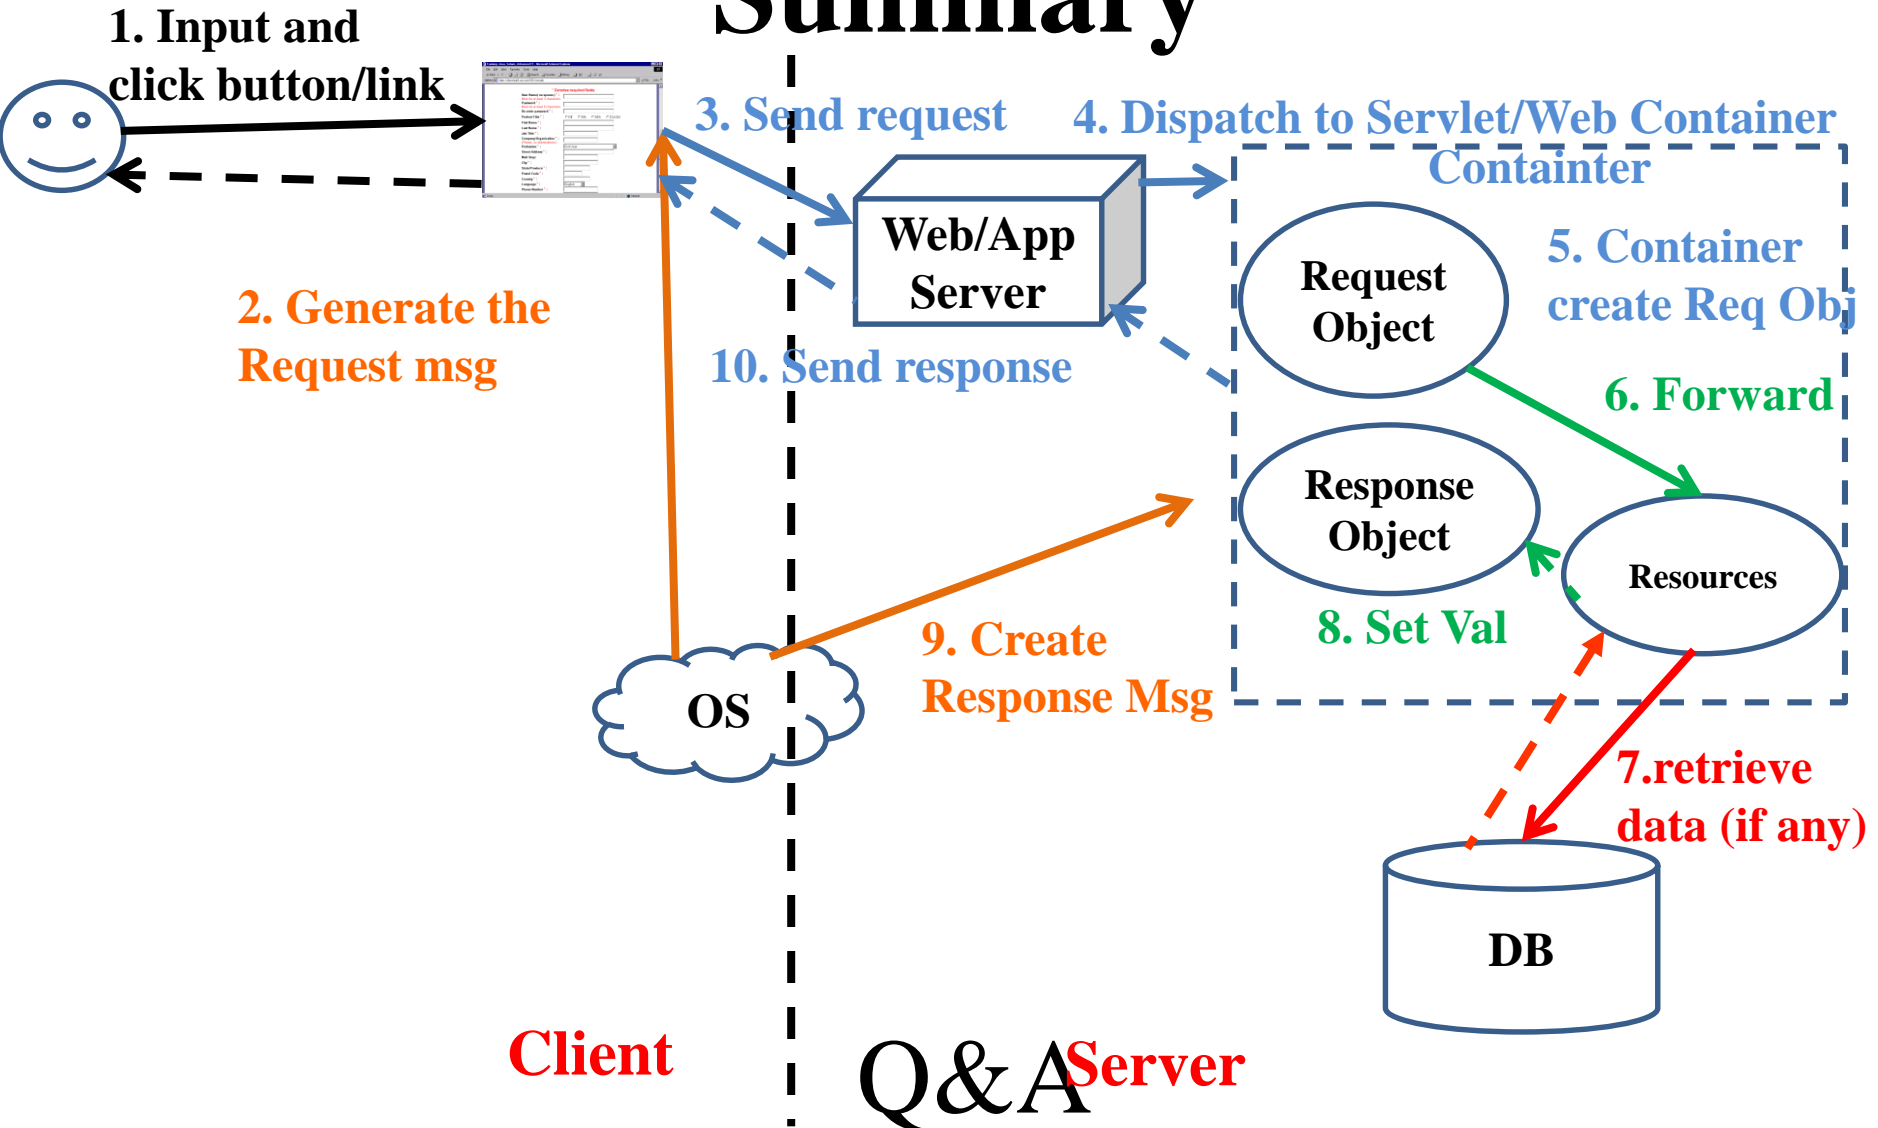 Summary
1. Input and
click button/link
3. Send request
4. Dispatch to Servlet/Web Container
Containter
Web/App
Server
Request
Object
5. Container
create Req Obj
2. Generate the
Request msg
10. Send response
6. Forward
Response
Object
Resources
8. Set Val
9. Create
Response Msg
OS
7.retrieve
data (if any)
DB
Client
Q&A
Server